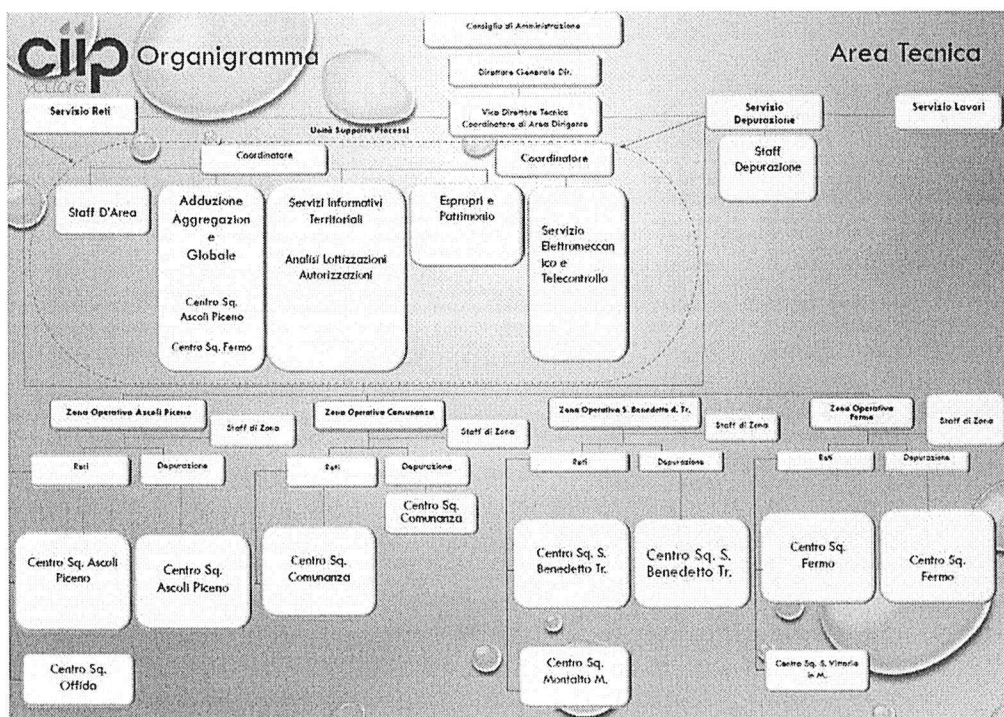 Consiglio di Amministrazione
ciip
vettore
Organigramma
Area Tecnica
Direttore Generale Dir.
Servizio Reti
Vice Direttore Tecnico
Coordinatore di Area Dirigente
Servizio
Depurazione
Servizio Lavori
Unità Supporto Processi
Coordinatore
Coordinatore
Staff
Depurazione
Staff D'Area
Adduzione
Aggregazion
e
Globale
Centro Sq.
Ascoli Piceno
Centro Sq. Fermo
Servizi Informativi
Territoriali
Analisi Lottizzazioni
Autorizzazioni
Espropri e
Patrimonio
Servizio
Elettromeccan
ico e
Telecontrollo
Zona Operativa Ascoli Piceno
Staff di Zona
Reti
Depurazione
Centro Sq. Ascoli
Piceno
Centro Sq.
Ascoli Piceno
Centro Sq.
Offida
Zona Operativa Comunanza
Staff di Zona
Reti
Depurazione
Centro Sq.
Comunanza
Centro Sq.
Comunanza
Zona Operativa S. Benedetto d. Tr.
Staff di Zona
Reti
Depurazione
Centro Sq. S.
Benedetto Tr.
Centro Sq. S.
Benedetto Tr.
Centro Sq.
Montalto M.
Zona Operativa
Fermo
Staff di Zona
Reti
Depurazione
Centro Sq.
Fermo
Centro Sq.
Fermo
Centro Sq. S. Vittoria
in M.